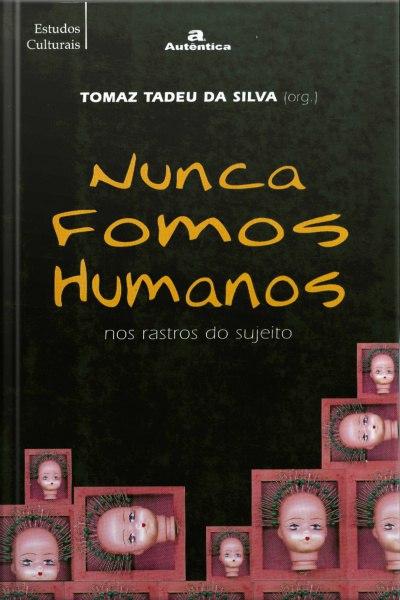 Estudos
Culturais
a
Autêntica
TOMAZ TADEU DA SILVA (org.)
Nunca
Fomos
Humanos
nos rastros do sujeito